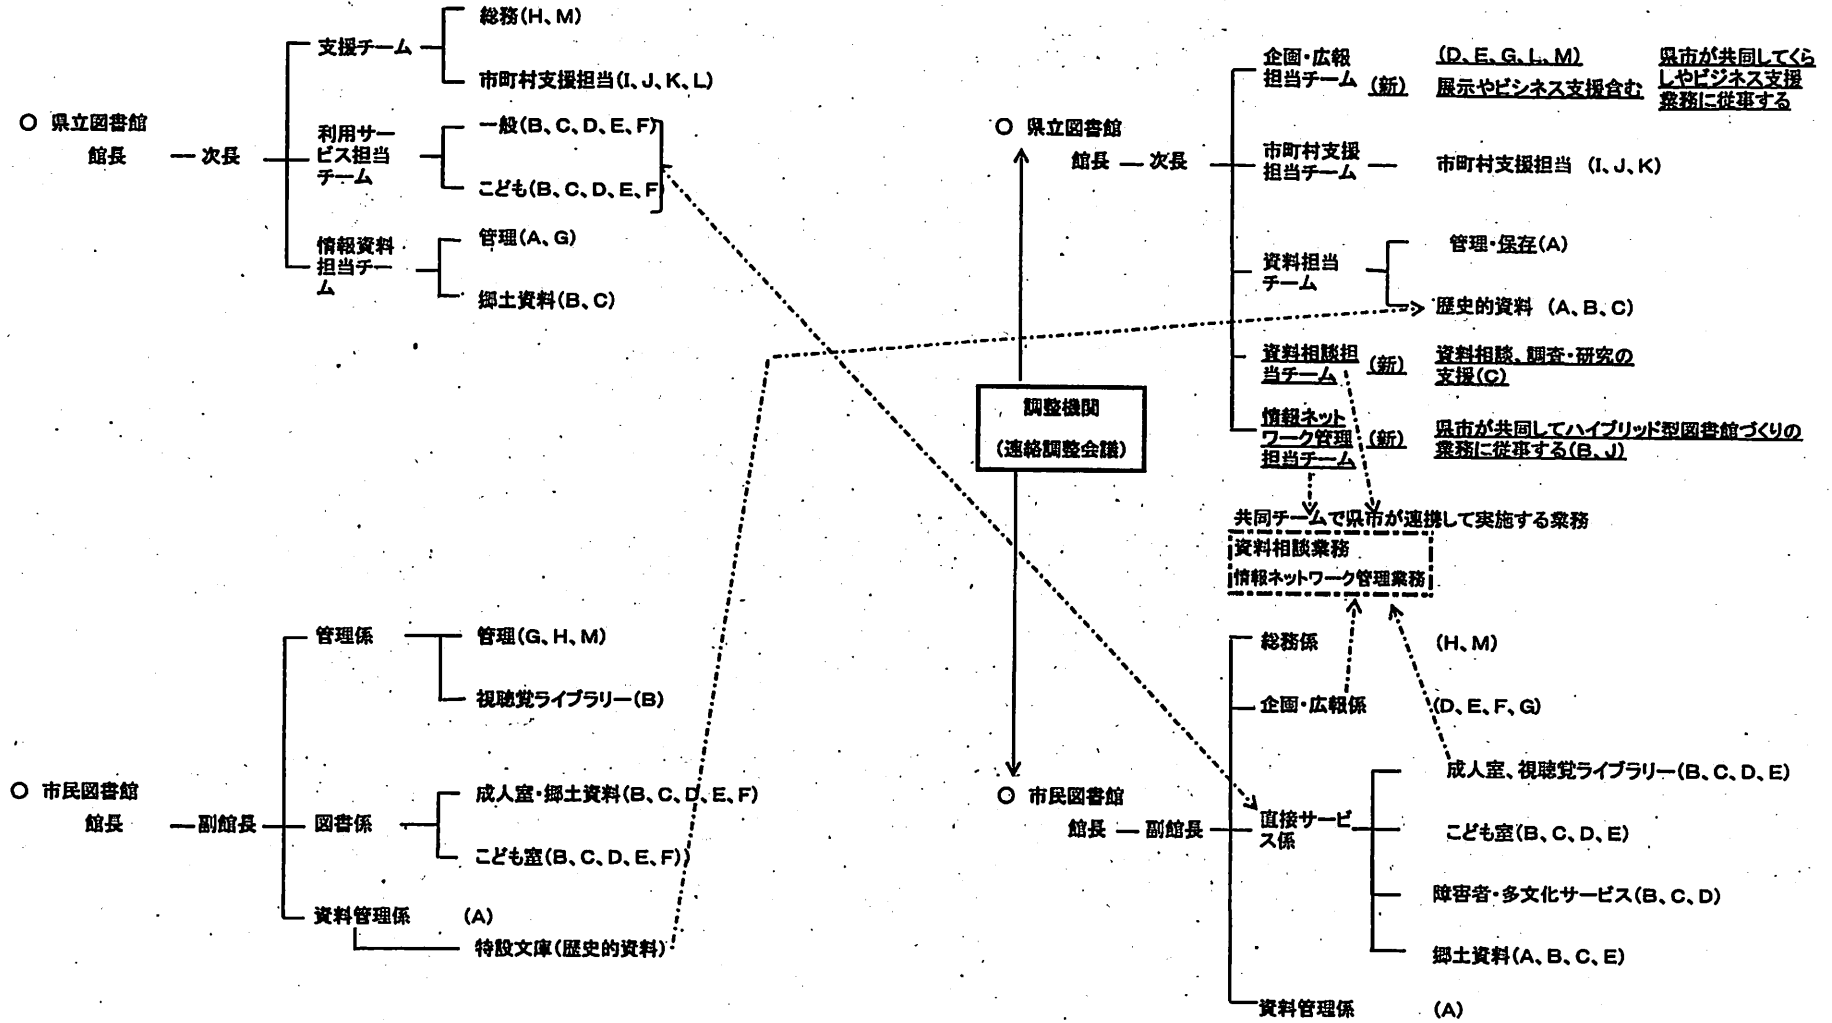 総務(H、M)
支援チーム
市町村支援担当(I、J、K、L)
○ 県立図書館
館長
次長
利用サー
ビス担当
チーム
一般(B、C、D、E、F)
こども(B、C、D、E、F
情報資料
担当チー
ム
管理(A、G)
郷土資料(B、C)
管理係
管理(G、H、M)
視聴党ライブラリー(B)
○ 市民図書館
館長
副館長
図書係
成人室・郷土資料(B、C、D、E、F)
こども室(B、C、D、E、F))
資料管理係
(A)
特設文庫(歴史的資料)
○ 県立図書館
館長
次長
企画・広報
担当チーム
(新)
(D、E、G、L、M)
展示やビシネス支援含む
県市が共同してくら
しやビジネス支援
業務に従事する
市町村支援
担当チーム
市町村支援担当 (I、J、K)
資料担当
チーム
管理・保存(A)
歴史的資料 (A、B、C)
資料相談担
当チーム
(新)
資料相談、調査・研究の
支援(C)
情報ネット
ワーク管理
担当チーム
(新)
県市が共同してハイブリッド型図書館づくりの
業務に従事する(B、J)
調整機関
(連絡調整会議)
共同チームで県市が連携して実施する業務
資料相談業務
情報ネットワーク管理業務
○ 市民図書館
館長
副館長
総務係
(H、M)
企画・広報係
(D、E、F、G)
直接サービ
ス係
成人室、視聴党ライブラリー(B、C、D、E)
こども室(B、C、D、E)
障害者・多文化サービス(B、C、D)
郷土資料(A、B、C、E)
資料管理係
(A)